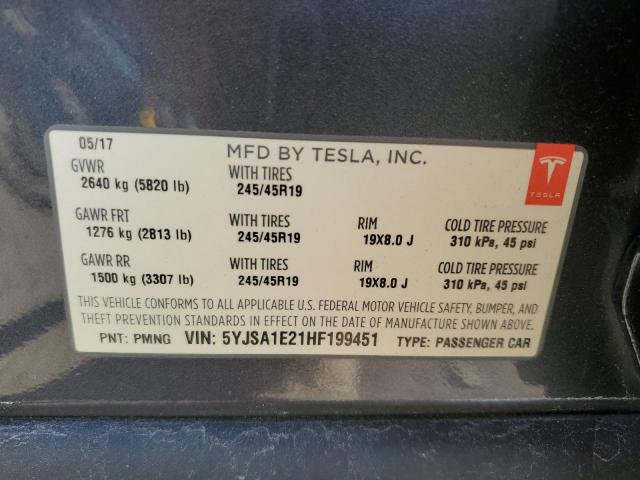 05/17 MFD BY TESLA, INC.
GVWR WITH TIRES
2640 kg (5820 lb) 245/45R19
TESLA
GAWR FRT WITH TIRES RIM COLD TIRE PRESSURE
1276 kg (2813 lb) 245/45R19 19X8.0 J 310 kPa, 45 psi
GAWR RR WITH TIRES RIM COLD TIRE PRESSURE
1500 kg (3307 lb) 245/45R19 19X8.0 J 310 kPa, 45 psi
THIS VEHICLE CONFORMS TO ALL APPLICABLE U.S. FEDERAL MOTOR VEHICLE SAFETY, BUMPER, AND
THEFT PREVENTION STANDARDS IN EFFECT ON THE DATE OF MANUFACTURE SHOWN ABOVE.
PNT: PMNG VIN: 5YJSA1E21HF199451 TYPE: PASSENGER CAR